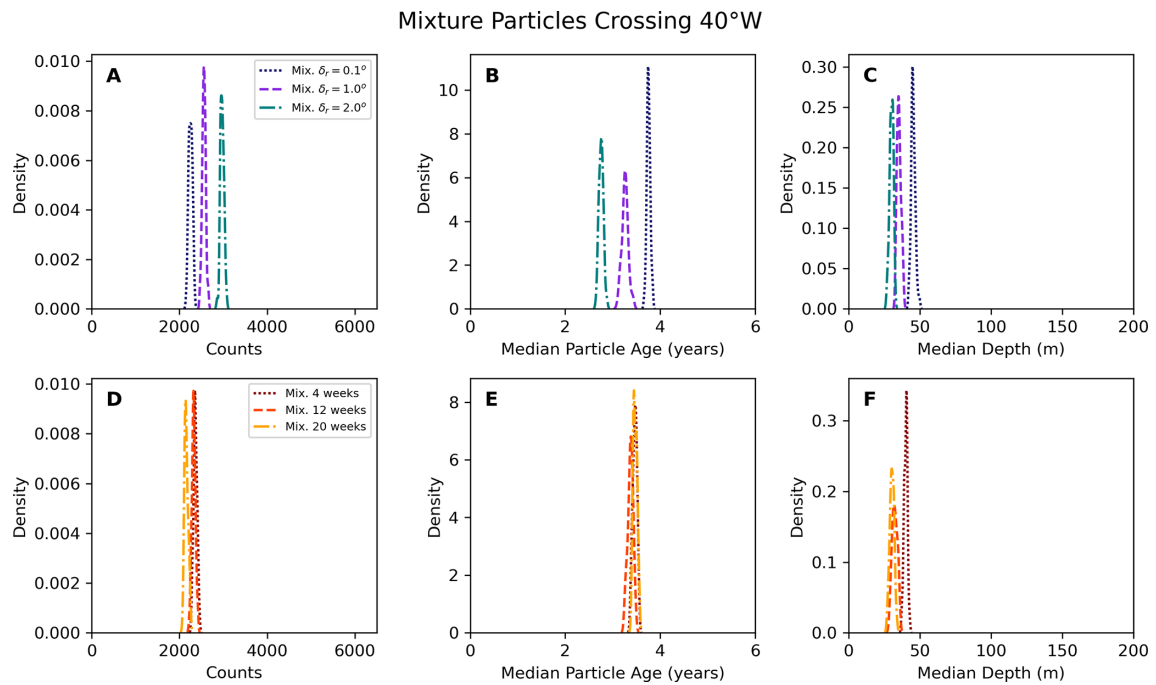 Mixture Particles Crossing 40°W
A
Mix. δr = 0.1°
Mix. δr = 1.0°
Mix. δr = 2.0°
0.010
0.008
0.006
0.004
0.002
0.000
Density
0 2000 4000 6000
Counts
B
10
8
6
4
2
0
Density
0 2 4 6
Median Particle Age (years)
C
0.30
0.25
0.20
0.15
0.10
0.05
0.00
Density
0 50 100 150 200
Median Depth (m)
D
Mix. 4 weeks
Mix. 12 weeks
Mix. 20 weeks
0.010
0.008
0.006
0.004
0.002
0.000
Density
0 2000 4000 6000
Counts
E
8
6
4
2
0
Density
0 2 4 6
Median Particle Age (years)
F
0.3
0.2
0.1
0.0
Density
0 50 100 150 200
Median Depth (m)